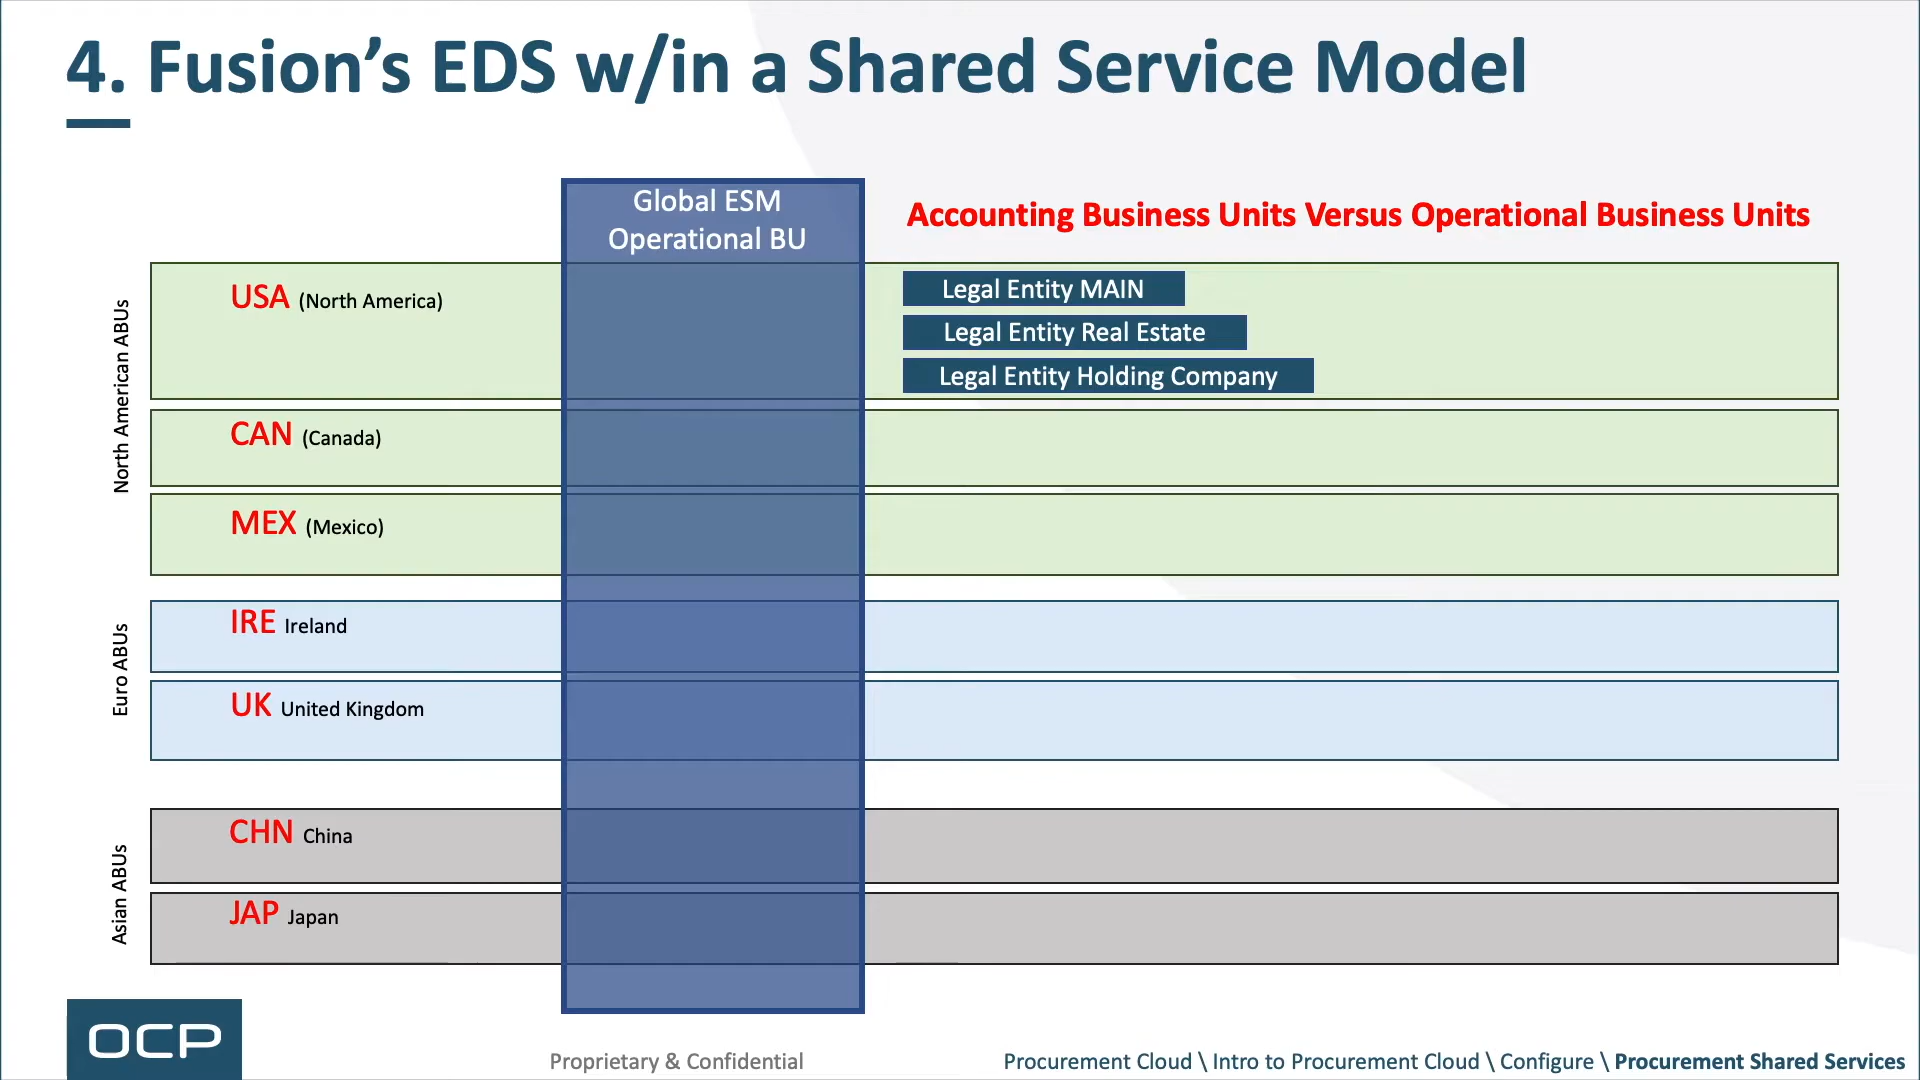 4. Fusion’s EDS w/in a Shared Service Model
Global ESM
Operational BU
Accounting Business Units Versus Operational Business Units
North American ABUs
USA (North America)
Legal Entity MAIN
Legal Entity Real Estate
Legal Entity Holding Company
CAN (Canada)
MEX (Mexico)
Euro ABUs
IRE Ireland
UK United Kingdom
Asian ABUs
CHN China
JAP Japan
OCP
Proprietary & Confidential
Procurement Cloud \ Intro to Procurement Cloud \ Configure \ Procurement Shared Services